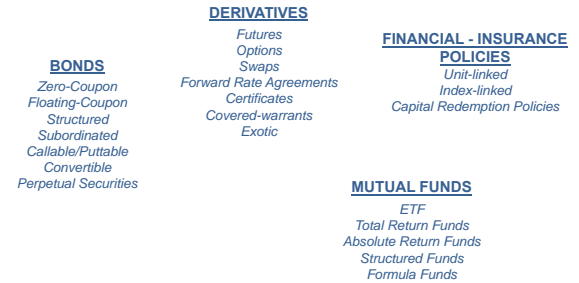 DERIVATIVES
Futures
Options
Swaps
Forward Rate Agreements
Certificates
Covered-warrants
Exotic
FINANCIAL - INSURANCE
POLICIES
Unit-linked
Index-linked
Capital Redemption Policies
BONDS
Zero-Coupon
Floating-Coupon
Structured
Subordinated
Callable/Puttable
Convertible
Perpetual Securities
MUTUAL FUNDS
ETF
Total Return Funds
Absolute Return Funds
Structured Funds
Formula Funds